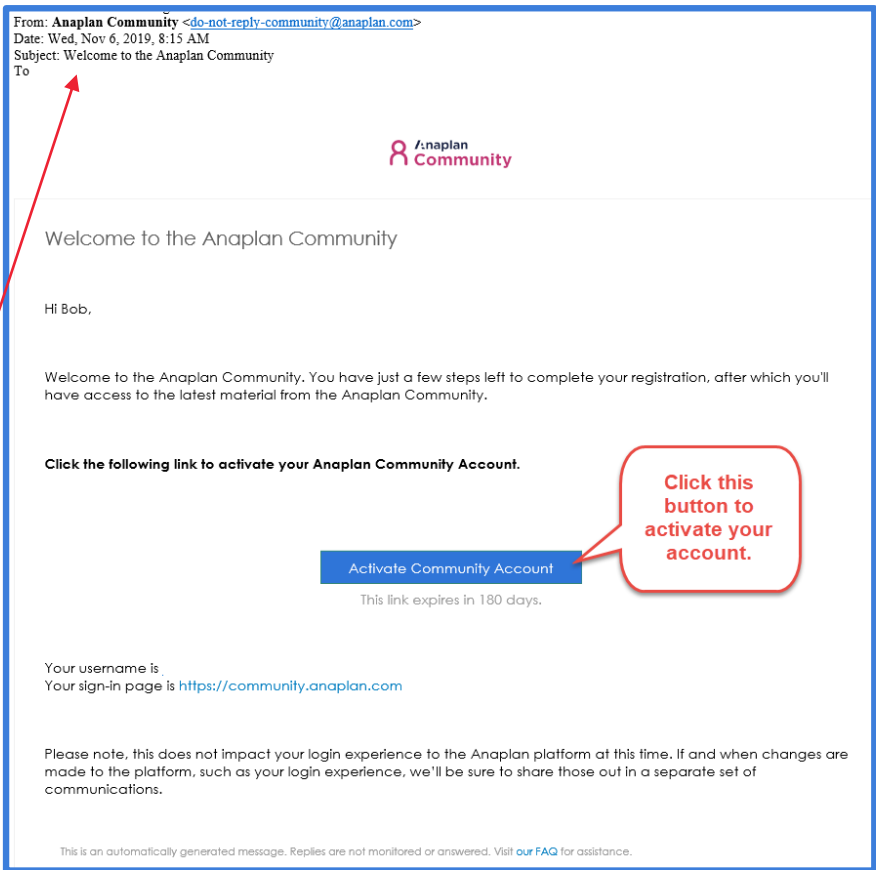 From: Anaplan Community <do-not-reply-community@anaplan.com>
Date: Wed, Nov 6, 2019, 8:15 AM
Subject: Welcome to the Anaplan Community
To
Anaplan
Community
Welcome to the Anaplan Community
Hi Bob,
Welcome to the Anaplan Community. You have just a few steps left to complete your registration, after which you'll
have access to the latest material from the Anaplan Community.
Click the following link to activate your Anaplan Community Account.
Click this
button to
activate your
account.
Activate Community Account
This link expires in 180 days.
Your username is
Your sign-in page is https://community.anaplan.com
Please note, this does not impact your login experience to the Anaplan platform at this time. If and when changes are
made to the platform, such as your login experience, we'll be sure to share those out in a separate set of
communications.
This is an automatically generated message. Replies are not monitored or answered. Visit our FAQ for assistance.